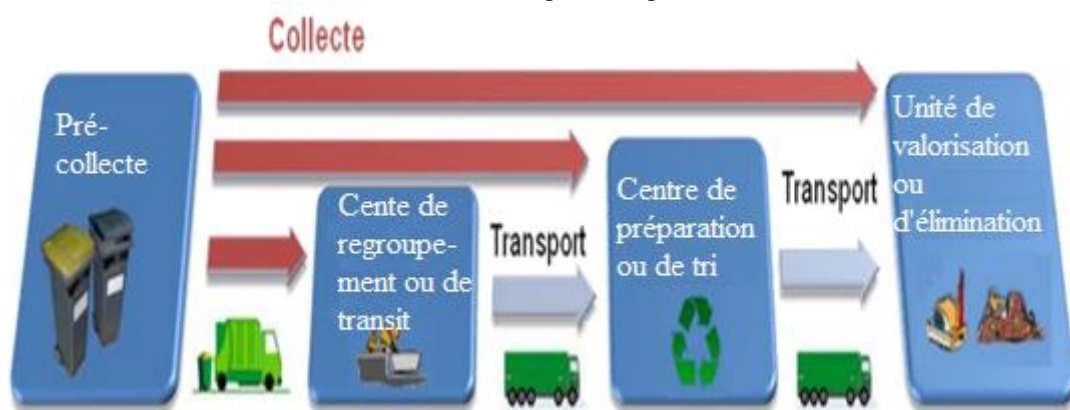 Collecte
Pré-
collecte
Cente de
regroupe-
ment ou de
transit
Transport
Centre de
préparation
ou de tri
Transport
Unité de
valorisation
ou
d'élimination